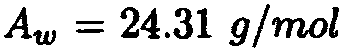 A_w = 24.31 g/mol